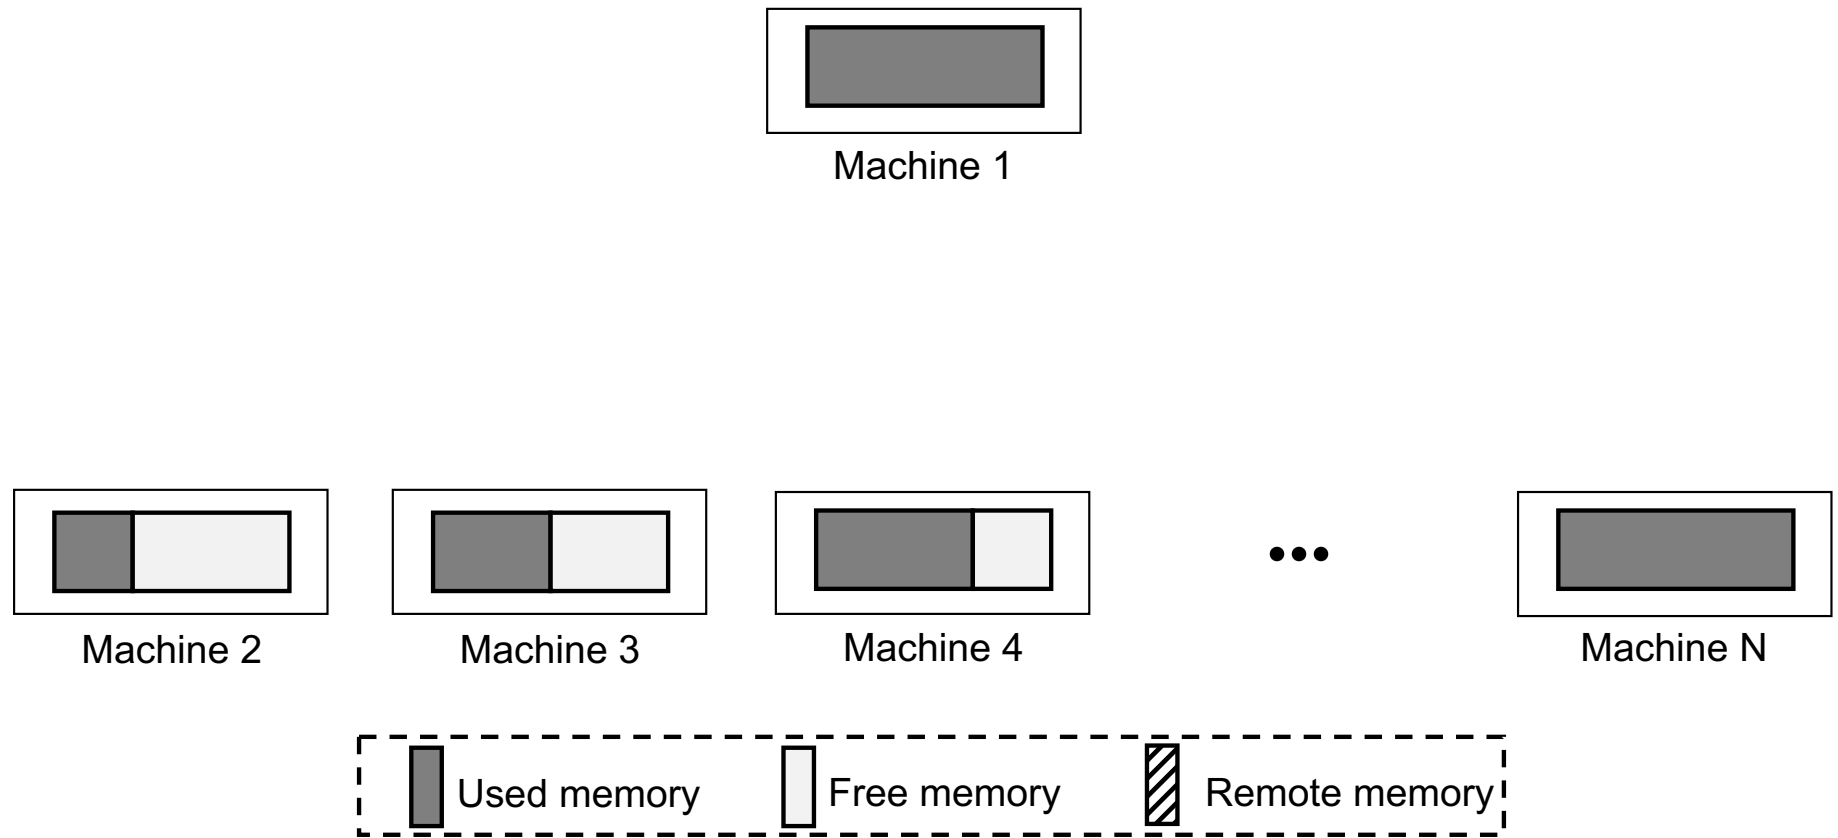 Machine 1
Machine 2
Machine 3
Machine 4
Machine N
Used memory
Free memory
Remote memory